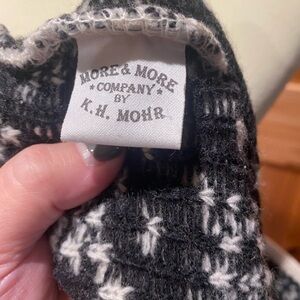 MORE & MORE
★ COMPANY ★
BY
K.H. MOHR